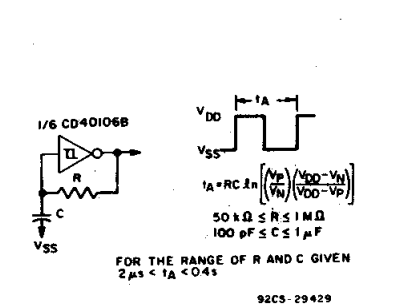 1/6 CD40106B
R
C
VSS
tA
VDD
VSS
tA = RC ℓn [(VP/VN) (VDD-VN/VDD-VP)]
50 kΩ ≤ R ≤ 1 MΩ
100 pF ≤ C ≤ 1 μF
FOR THE RANGE OF R AND C GIVEN
2μs < tA < 0.4s
92CS-29429